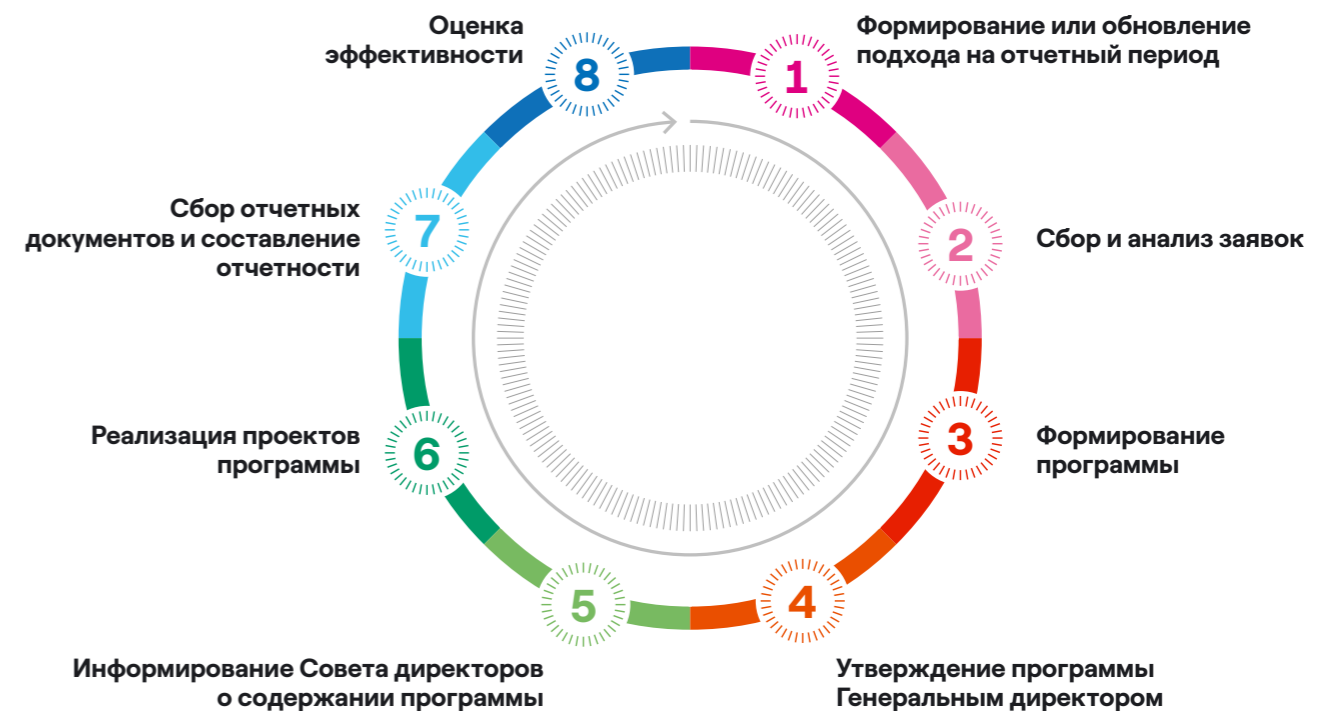 1
Формирование или обновление
подхода на отчетный период
2
Сбор и анализ заявок
3
Формирование
программы
4
Утверждение программы
Генеральным директором
5
Информирование Совета директоров
о содержании программы
6
Реализация проектов
программы
7
Сбор отчетных
документов и составление
отчетности
8
Оценка
эффективности